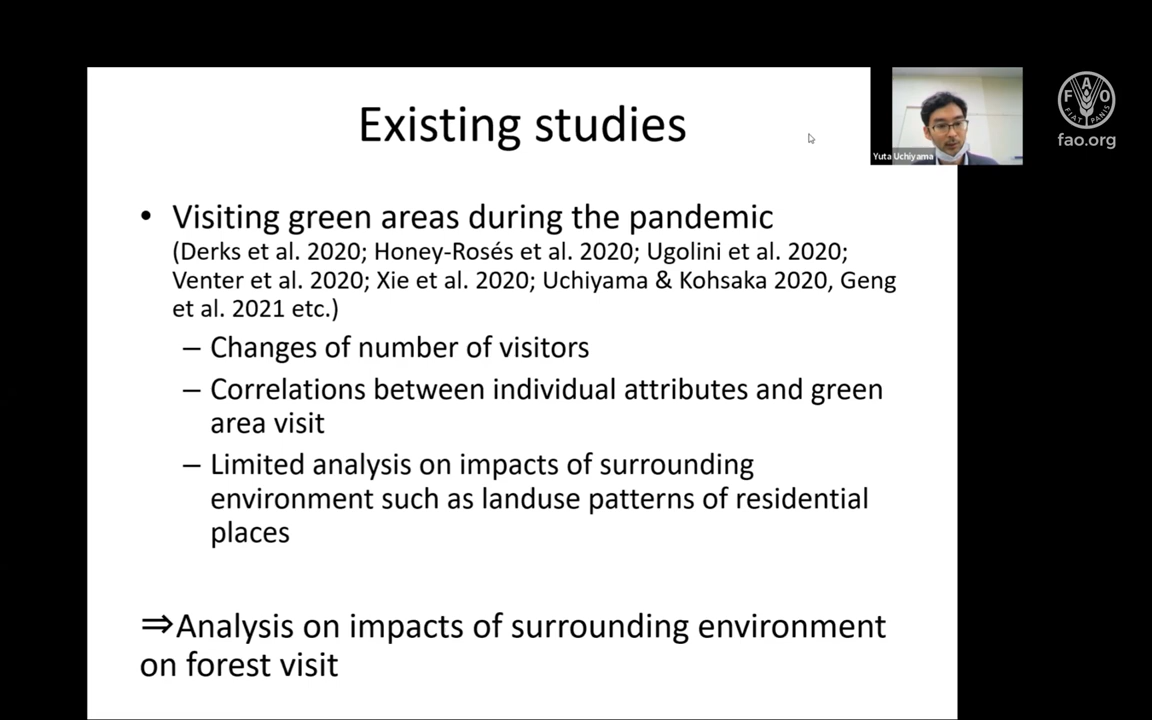 Existing studies
• Visiting green areas during the pandemic
(Derks et al. 2020; Honey-Rosés et al. 2020; Ugolini et al. 2020;
Venter et al. 2020; Xie et al. 2020; Uchiyama & Kohsaka 2020, Geng
et al. 2021 etc.)
– Changes of number of visitors
– Correlations between individual attributes and green
area visit
– Limited analysis on impacts of surrounding
environment such as landuse patterns of residential
places
⇒Analysis on impacts of surrounding environment
on forest visit
Yuta Uchiyama
F A O
FIAT PANIS
fao.org